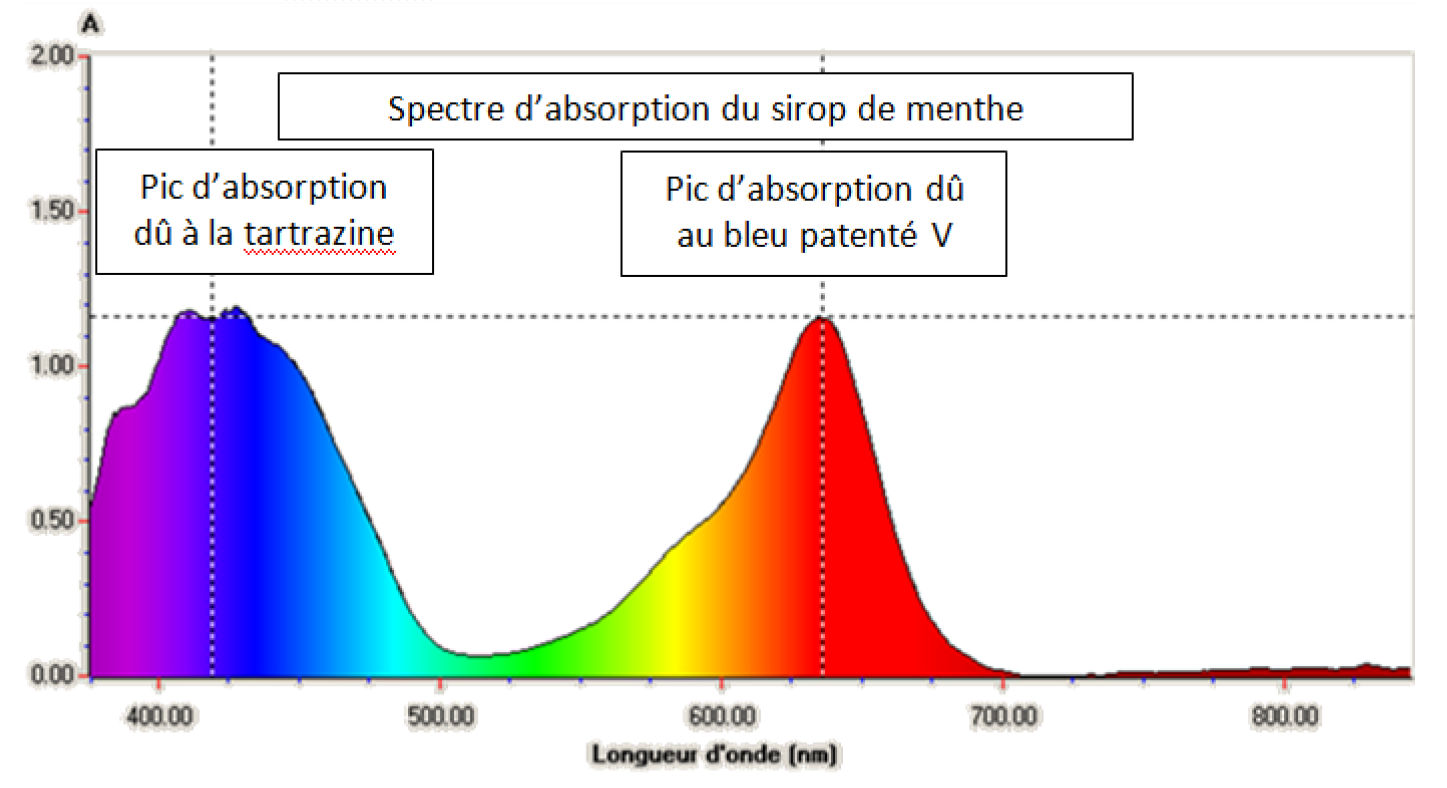 A
2.00
Spectre d’absorption du sirop de menthe
Pic d’absorption
dû à la tartrazine
Pic d’absorption dû
au bleu patenté V
1.50
1.00
0.50
0.00
400.00 500.00 600.00 700.00 800.00
Longueur d'onde (nm)